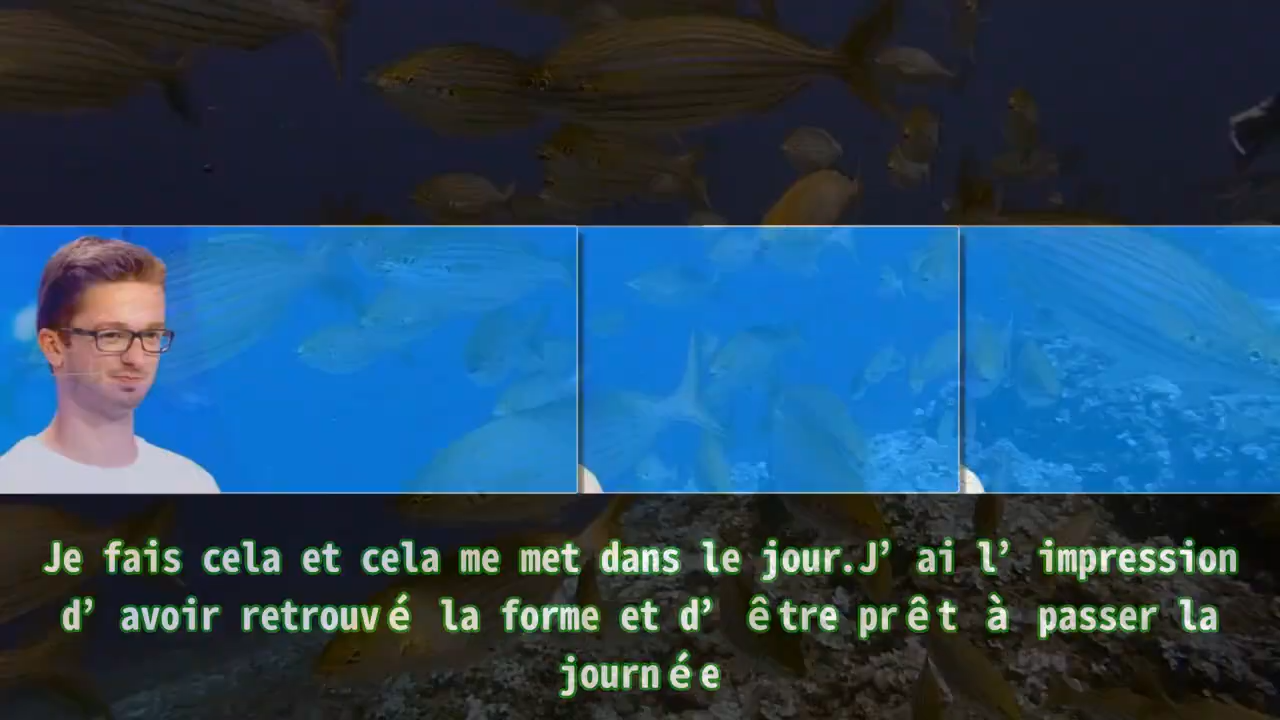 Je fais cela et cela me met dans le jour.J’ ai l’ impression
d’ avoir retrouvé la forme et d’ être prêt à passer la
journée